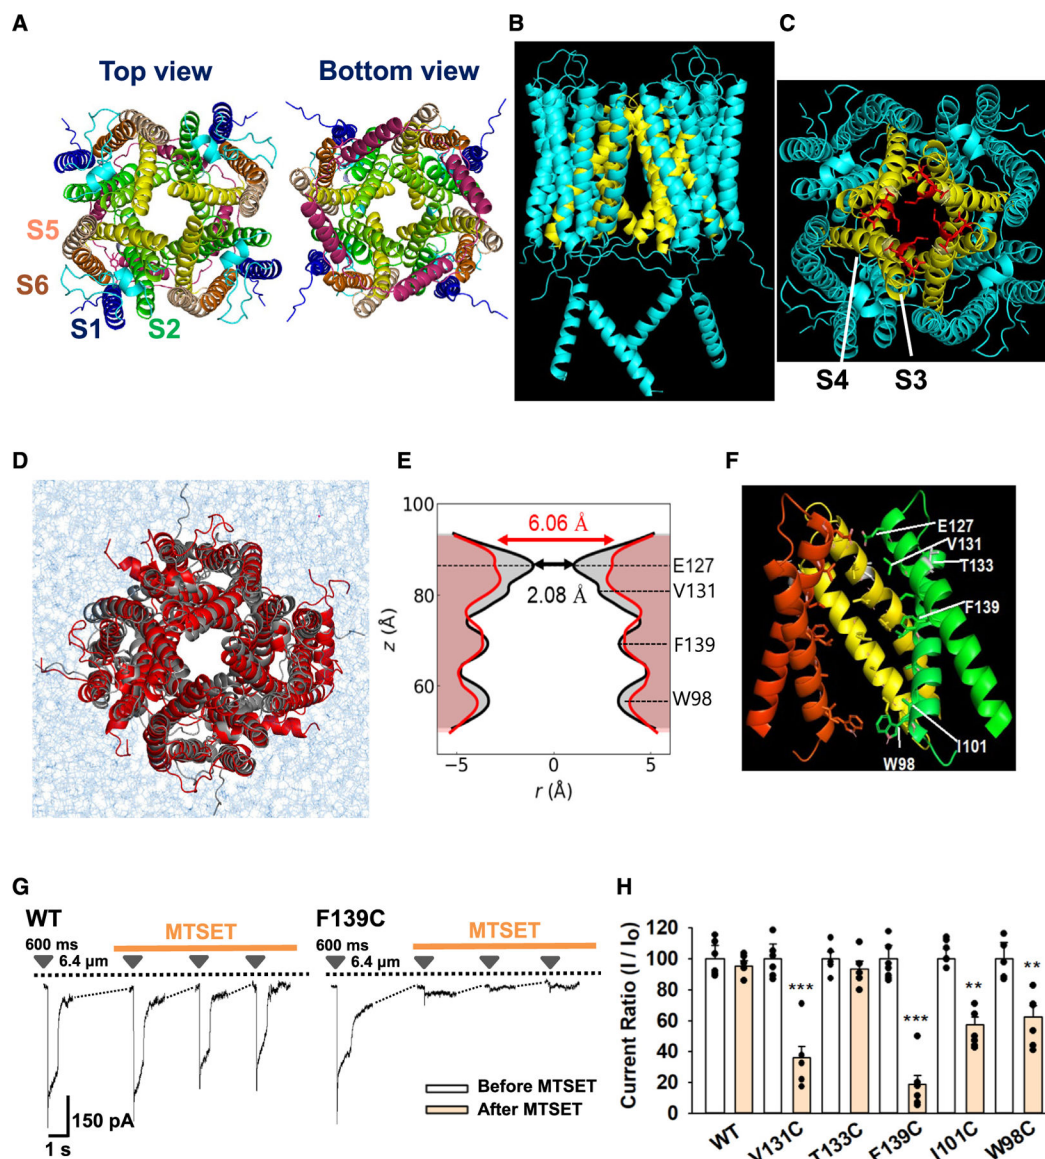 A
Top view
Bottom view
S5
S6
S1
S2
B
C
S4
S3
D
E
100
80
60
z (Å)
6.06 Å
2.08 Å
E127
V131
F139
W98
−5
0
5
r (Å)
F
E127
V131
T133
F139
I101
W98
G
WT
MTSET
600 ms
6.4 μm
150 pA
1 s
F139C
MTSET
600 ms
6.4 μm
Before MTSET
After MTSET
H
Current Ratio (I / I₀)
120
100
80
60
40
20
0
***
***
**
**
WT
V131C
T133C
F139C
I101C
W98C